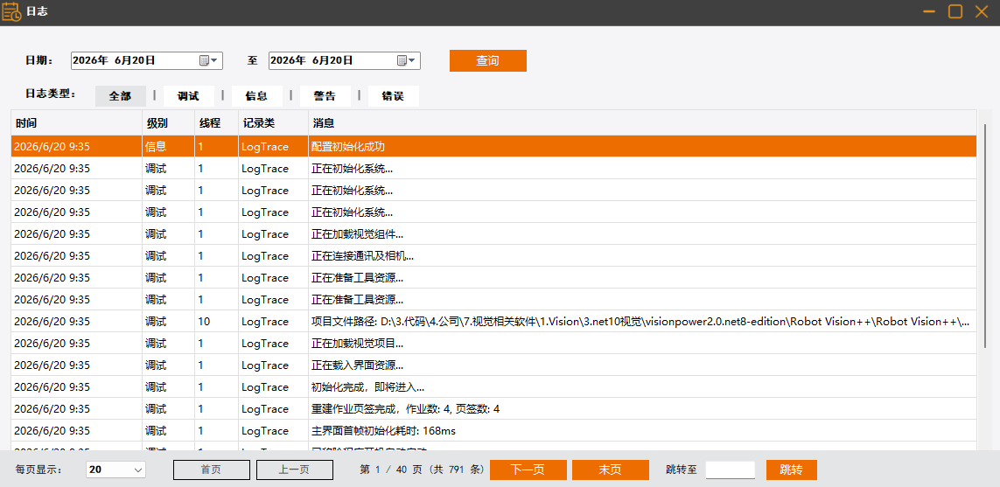 日志
日期： 2026年 6月20日 至 2026年 6月20日 查询
日志类型： 全部 | 调试 | 信息 | 警告 | 错误
时间 级别 线程 记录类 消息
2026/6/20 9:35 信息 1 LogTrace 配置初始化成功
2026/6/20 9:35 调试 1 LogTrace 正在初始化系统...
2026/6/20 9:35 调试 1 LogTrace 正在初始化系统...
2026/6/20 9:35 调试 1 LogTrace 正在初始化系统...
2026/6/20 9:35 调试 1 LogTrace 正在加载视觉组件...
2026/6/20 9:35 调试 1 LogTrace 正在连接通讯及相机...
2026/6/20 9:35 调试 1 LogTrace 正在准备工具资源...
2026/6/20 9:35 调试 1 LogTrace 正在准备工具资源...
2026/6/20 9:35 调试 10 LogTrace 项目文件路径: D:\3.代码\4.公司\7.视觉相关软件\1.Vision\3.net10视觉\visionpower2.0.net8-edition\Robot Vision++\Robot Vision++\...
2026/6/20 9:35 调试 1 LogTrace 正在加载视觉项目...
2026/6/20 9:35 调试 1 LogTrace 正在载入界面资源...
2026/6/20 9:35 调试 1 LogTrace 初始化完成，即将进入...
2026/6/20 9:35 调试 1 LogTrace 重建作业页签完成，作业数: 4, 页签数: 4
2026/6/20 9:35 调试 1 LogTrace 主界面首帧初始化耗时: 168ms
每页显示： 20 首页 上一页 第 1 / 40 页 (共 791 条) 下一页 末页 跳转至 跳转